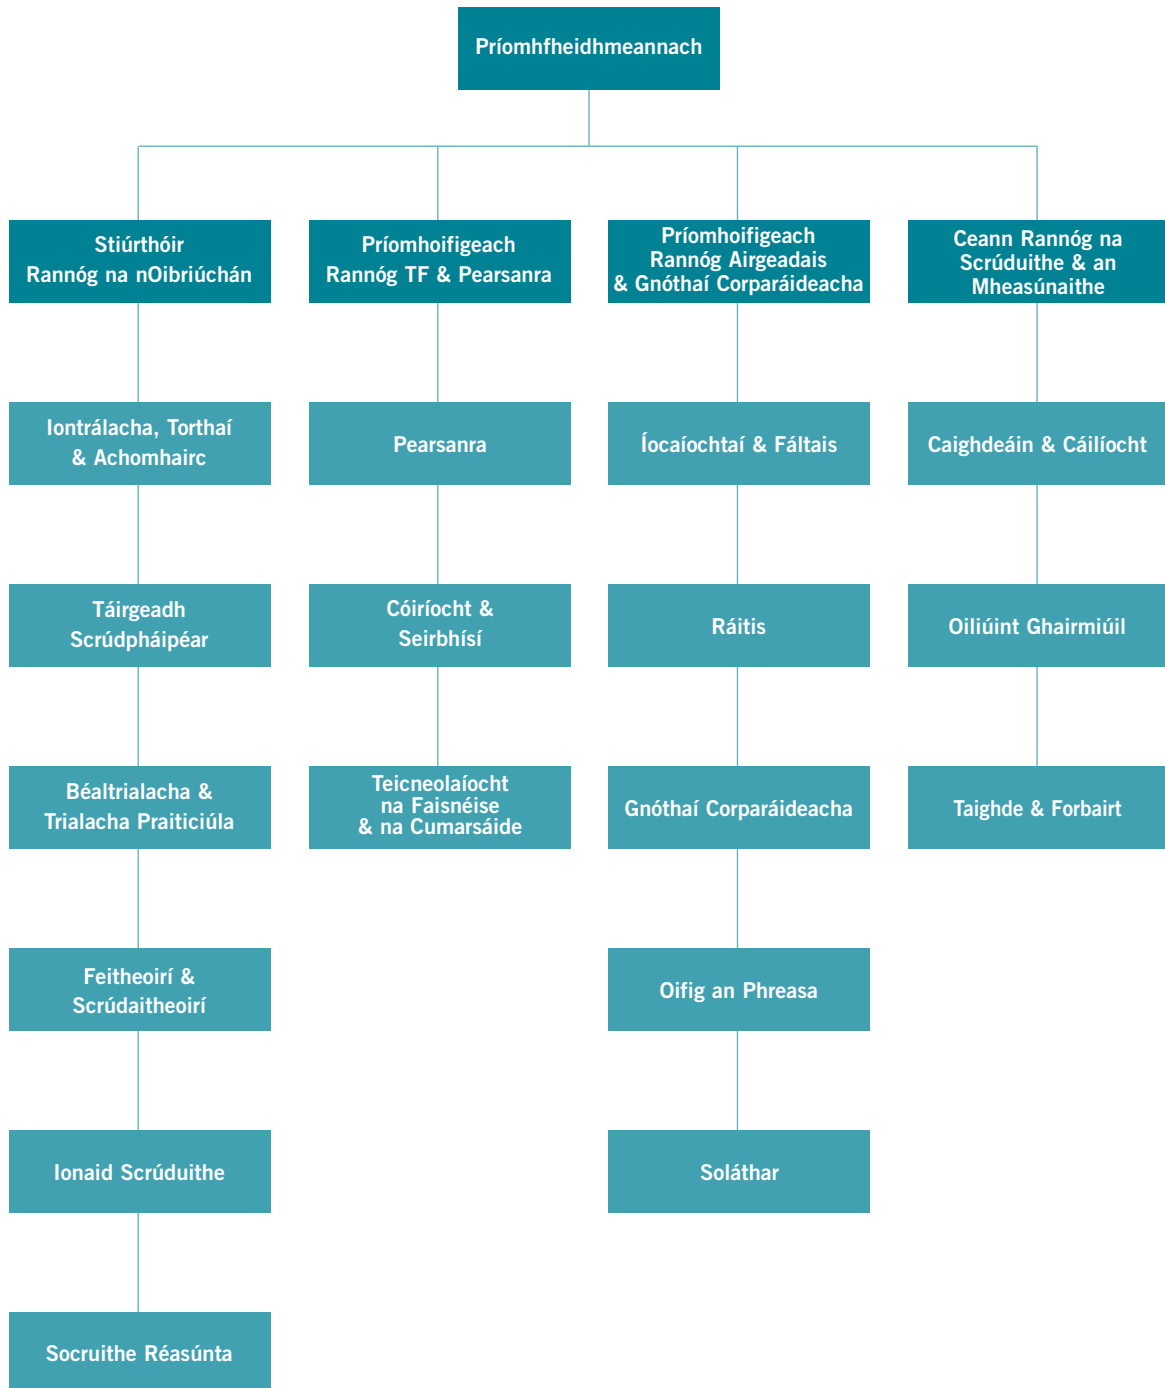 Príomhfheidhmeannach
Stiúrthóir
Rannóg na nOibriúchán
Príomhoifigeach
Rannóg TF & Pearsanra
Príomhoifigeach
Rannóg Airgeadais
& Gnóthaí Corparáideacha
Ceann Rannóg na
Scrúduithe & an
Mheasúnaithe
Iontrálacha, Torthaí
& Achomhairc
Pearsanra
Íocaíochtaí & Fáltais
Caighdeáin & Cáilíocht
Táirgeadh
Scrúdpháipéar
Cóiríocht &
Seirbhísí
Ráitis
Oiliúint Ghairmiúil
Béaltrialacha &
Trialacha Praiticiúla
Teicneolaíocht
na Faisnéise
& na Cumarsáide
Gnóthaí Corparáideacha
Taighde & Forbairt
Feitheoirí &
Scrúdaitheoirí
Oifig an Phreasa
Ionaid Scrúduithe
Soláthar
Socruithe Réasúnta